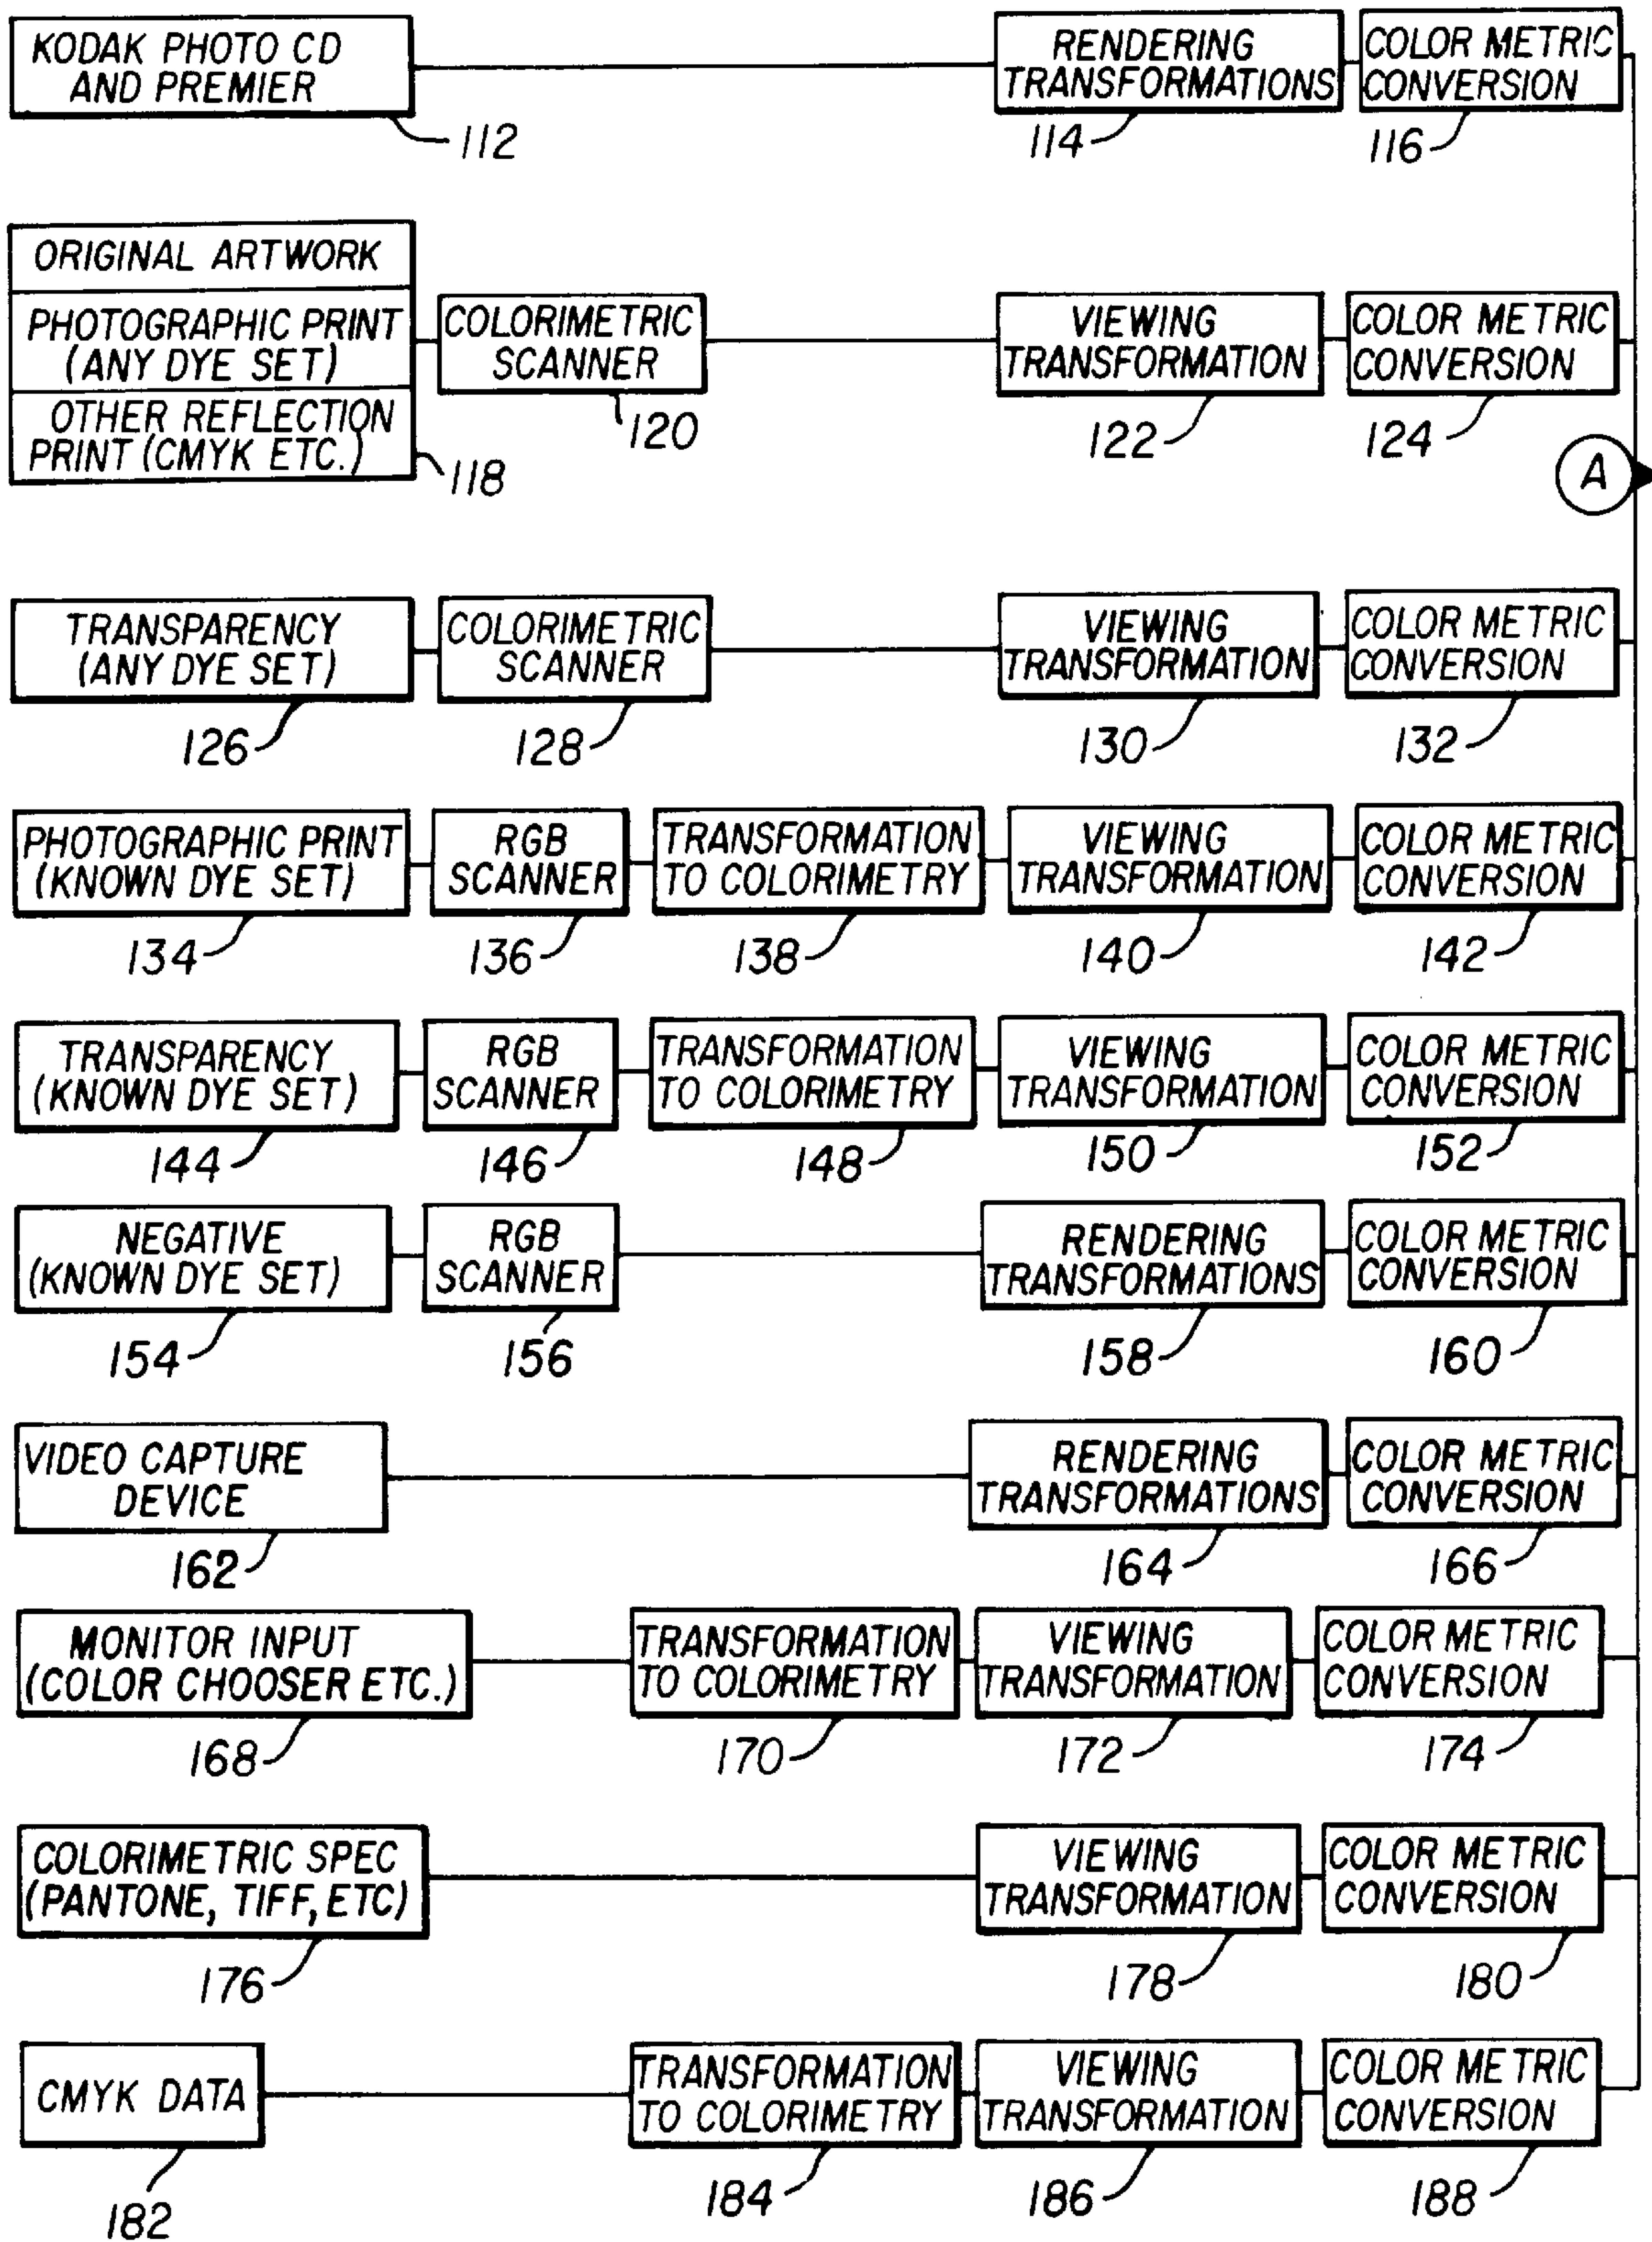 KODAK PHOTO CD
AND PREMIER
112
RENDERING
TRANSFORMATIONS
114
COLOR METRIC
CONVERSION
116
ORIGINAL ARTWORK
PHOTOGRAPHIC PRINT
(ANY DYE SET)
OTHER REFLECTION
PRINT (CMYK ETC.)
118
COLORIMETRIC
SCANNER
120
VIEWING
TRANSFORMATION
122
COLOR METRIC
CONVERSION
124
A
TRANSPARENCY
(ANY DYE SET)
126
COLORIMETRIC
SCANNER
128
VIEWING
TRANSFORMATION
130
COLOR METRIC
CONVERSION
132
PHOTOGRAPHIC PRINT
(KNOWN DYE SET)
134
RGB
SCANNER
136
TRANSFORMATION
TO COLORIMETRY
138
VIEWING
TRANSFORMATION
140
COLOR METRIC
CONVERSION
142
TRANSPARENCY
(KNOWN DYE SET)
144
RGB
SCANNER
146
TRANSFORMATION
TO COLORIMETRY
148
VIEWING
TRANSFORMATION
150
COLOR METRIC
CONVERSION
152
NEGATIVE
(KNOWN DYE SET)
154
RGB
SCANNER
156
RENDERING
TRANSFORMATIONS
158
COLOR METRIC
CONVERSION
160
VIDEO CAPTURE
DEVICE
162
RENDERING
TRANSFORMATIONS
164
COLOR METRIC
CONVERSION
166
MONITOR INPUT
(COLOR CHOOSER ETC.)
168
TRANSFORMATION
TO COLORIMETRY
170
VIEWING
TRANSFORMATION
172
COLOR METRIC
CONVERSION
174
COLORIMETRIC SPEC
(PANTONE, TIFF, ETC)
176
VIEWING
TRANSFORMATION
178
COLOR METRIC
CONVERSION
180
CMYK DATA
182
TRANSFORMATION
TO COLORIMETRY
184
VIEWING
TRANSFORMATION
186
COLOR METRIC
CONVERSION
188